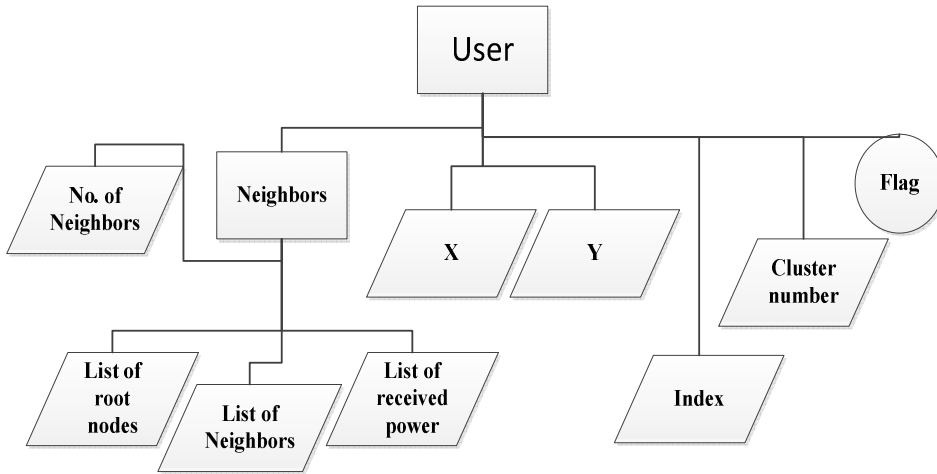 User
No. of
Neighbors
Neighbors
Flag
X
Y
Cluster
number
List of
root
nodes
List of
Neighbors
List of
received
power
Index